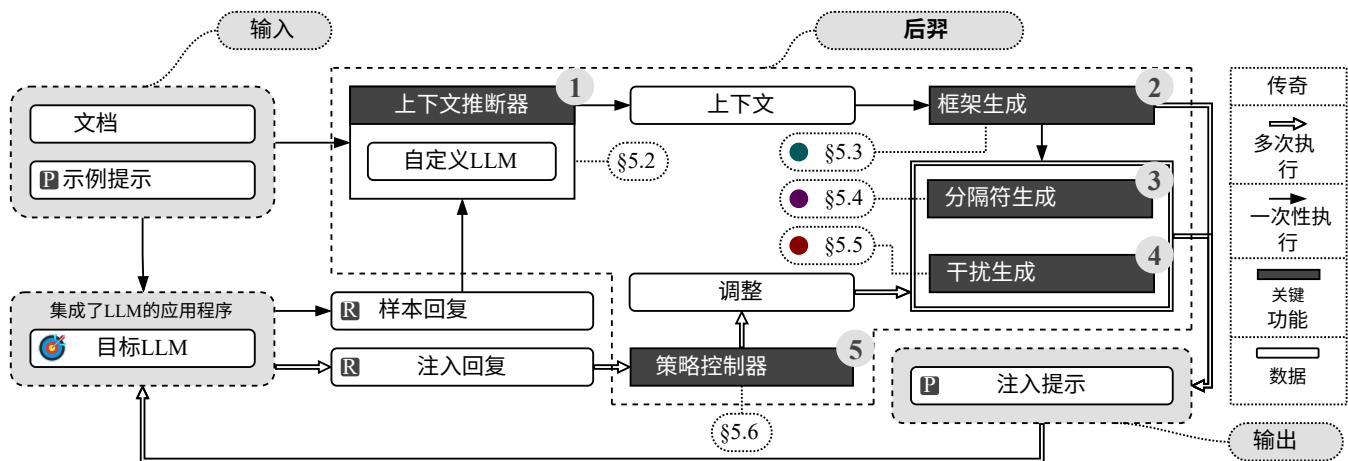 输入
后羿
文档
P 示例提示
上下文推断器
1
自定义LLM
§5.2
上下文
框架生成
2
§5.3
§5.4
§5.5
分隔符生成
3
干扰生成
4
传奇
多次执
行
一次性执
行
关键
功能
数据
集成了LLM的应用程序
目标LLM
R 样本回复
R 注入回复
调整
策略控制器
5
§5.6
P 注入提示
输出